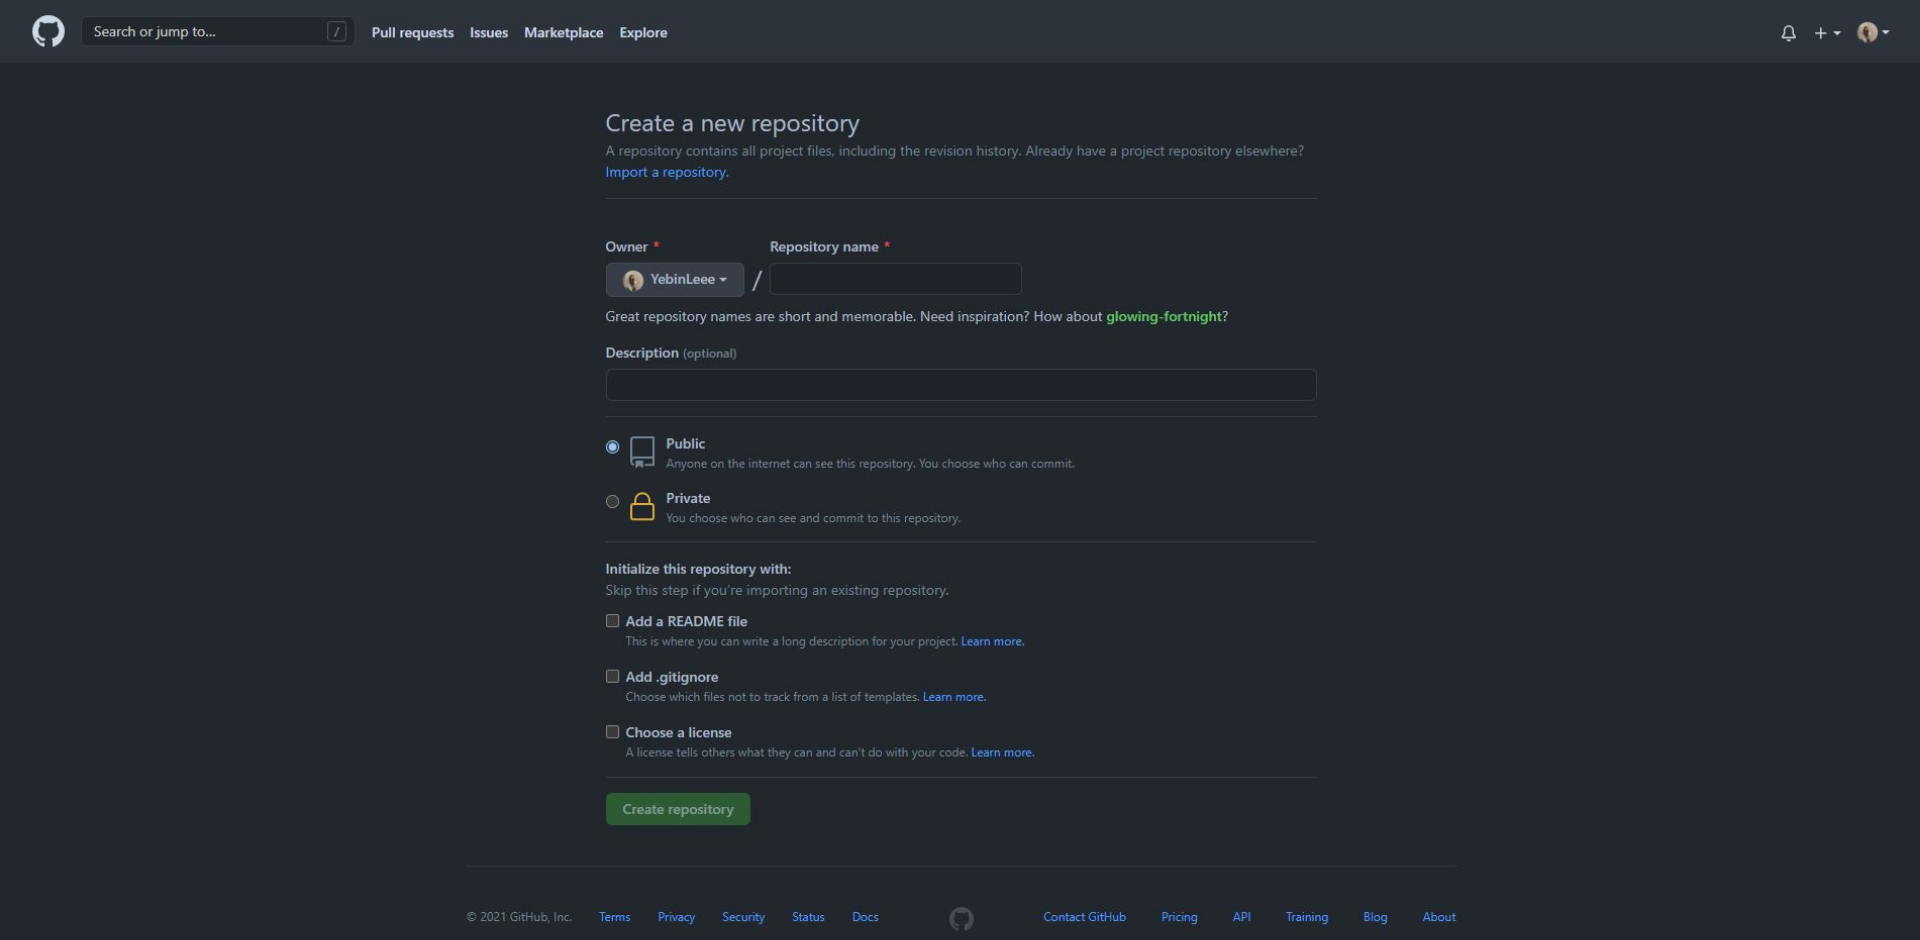 Search or jump to... /
Pull requests Issues Marketplace Explore
Create a new repository
A repository contains all project files, including the revision history. Already have a project repository elsewhere?
Import a repository.
Owner * Repository name *
YebinLeee /
Great repository names are short and memorable. Need inspiration? How about glowing-fortnight?
Description (optional)
Public
Anyone on the internet can see this repository. You choose who can commit.
Private
You choose who can see and commit to this repository.
Initialize this repository with:
Skip this step if you're importing an existing repository.
Add a README file
This is where you can write a long description for your project. Learn more.
Add .gitignore
Choose which files not to track from a list of templates. Learn more.
Choose a license
A license tells others what they can and can't do with your code. Learn more.
Create repository
© 2021 GitHub, Inc. Terms Privacy Security Status Docs Contact GitHub Pricing API Training Blog About